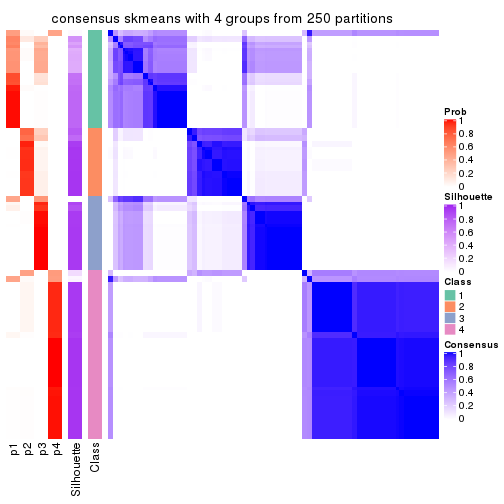 consensus skmeans with 4 groups from 250 partitions
Prob
1
0.8
0.6
0.4
0.2
0
Silhouette
1
0.8
0.6
0.4
0.2
0
Class
1
2
3
4
Consensus
1
0.8
0.6
0.4
0.2
0
p1
p2
p3
p4
Silhouette
Class